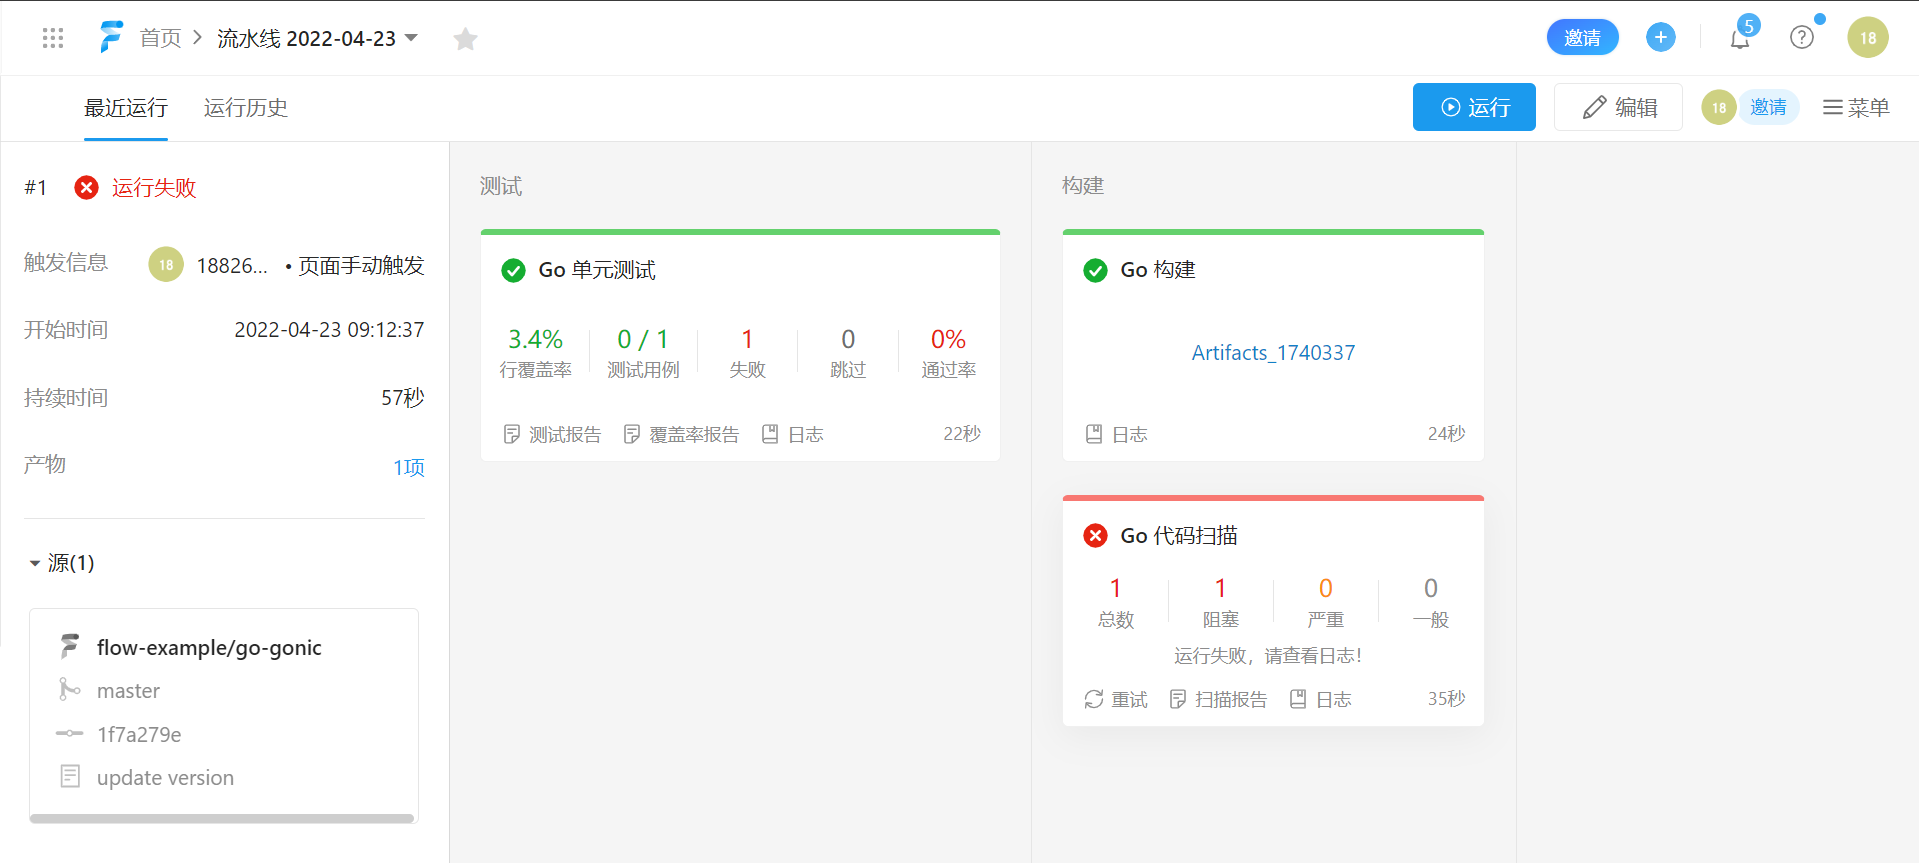 首页 > 流水线 2022-04-23
邀请
5
18
最近运行 运行历史
运行 编辑 18 邀请 菜单
#1 运行失败
触发信息 18 18826... • 页面手动触发
开始时间 2022-04-23 09:12:37
持续时间 57秒
产物 1项
源(1)
flow-example/go-gonic
master
1f7a279e
update version
测试
Go 单元测试
3.4% 0 / 1 1 0 0%
行覆盖率 测试用例 失败 跳过 通过率
测试报告 覆盖率报告 日志 22秒
构建
Go 构建
Artifacts_1740337
日志 24秒
Go 代码扫描
1 1 0 0
总数 阻塞 严重 一般
运行失败，请查看日志！
重试 扫描报告 日志 35秒